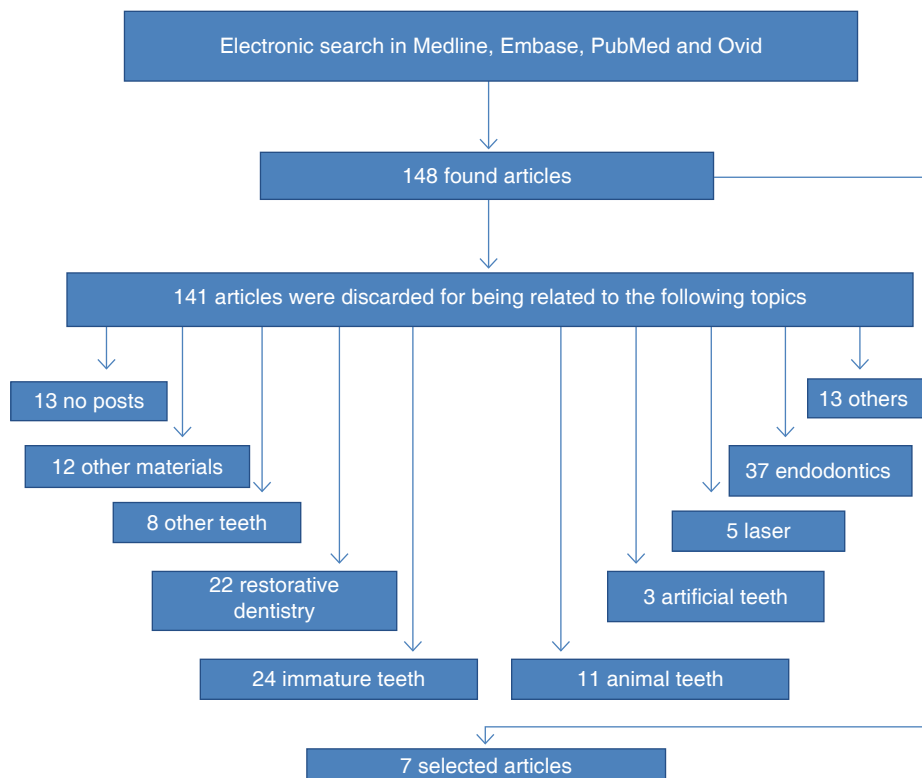 Electronic search in Medline, Embase, PubMed and Ovid
148 found articles
141 articles were discarded for being related to the following topics
13 no posts
13 others
12 other materials
37 endodontics
8 other teeth
5 laser
22 restorative
dentistry
3 artificial teeth
24 immature teeth
11 animal teeth
7 selected articles